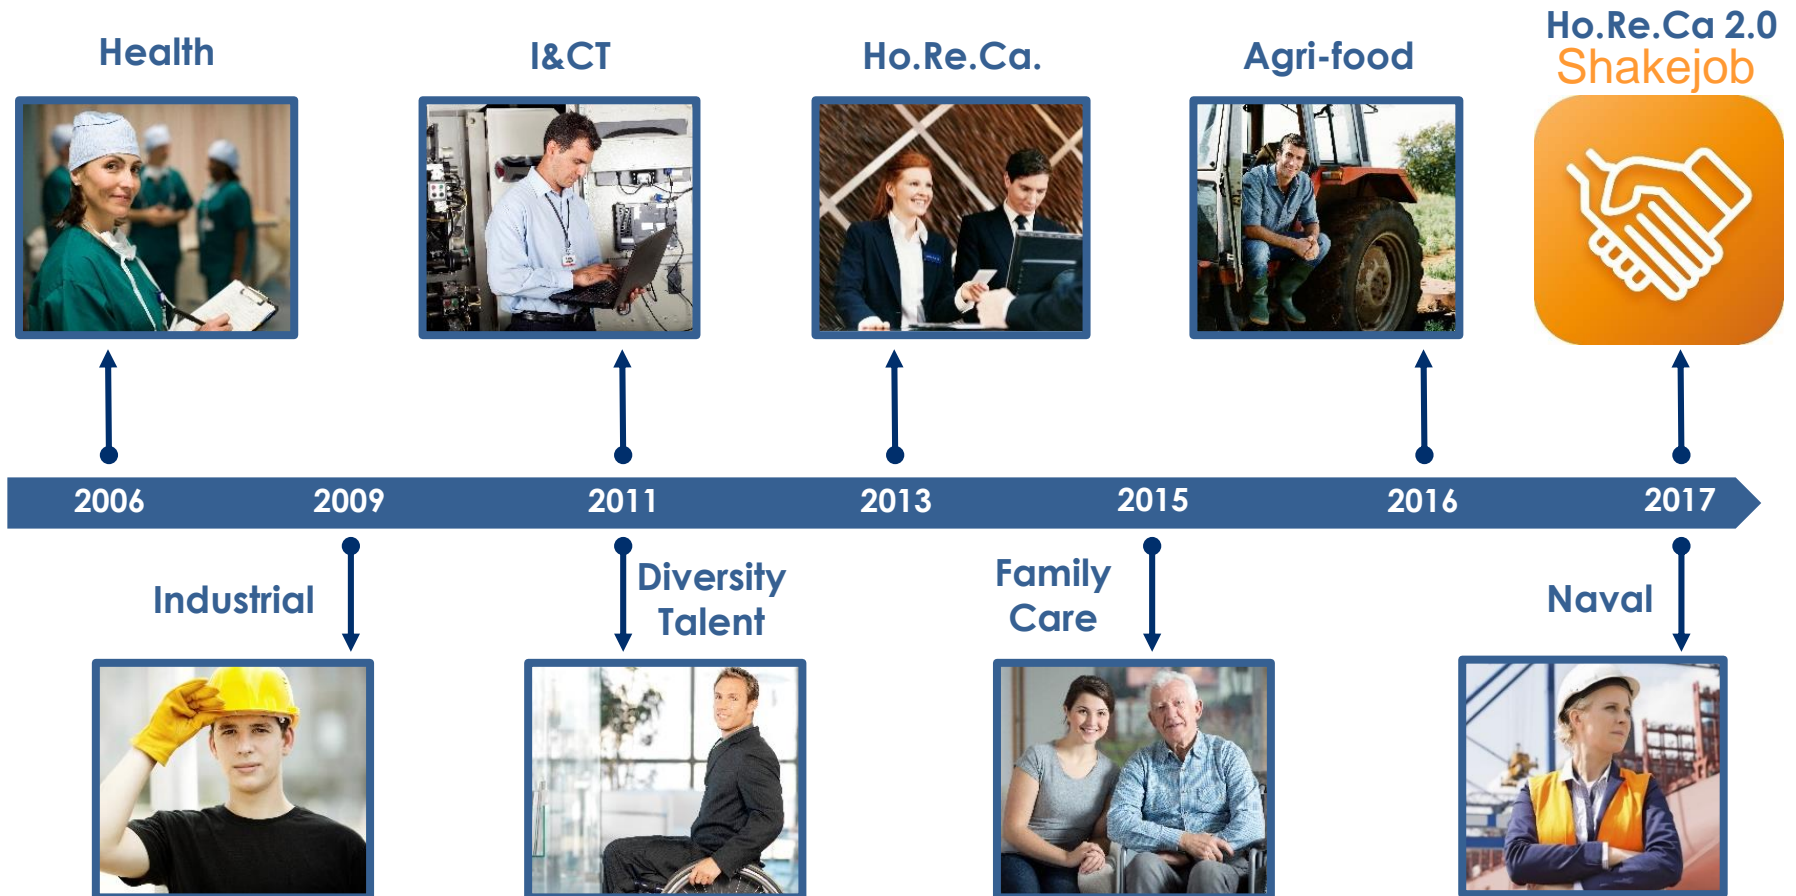 Health
I&CT
Ho.Re.Ca.
Agri-food
Ho.Re.Ca 2.0
Shakejob
2006
2009
2011
2013
2015
2016
2017
Industrial
Diversity
Talent
Family
Care
Naval